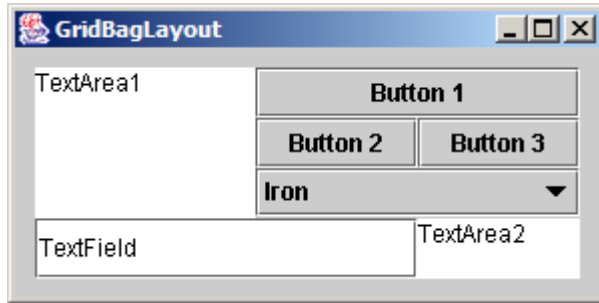 GridBagLayout
TextArea1
Button 1
Button 2
Button 3
Iron
TextField
TextArea2